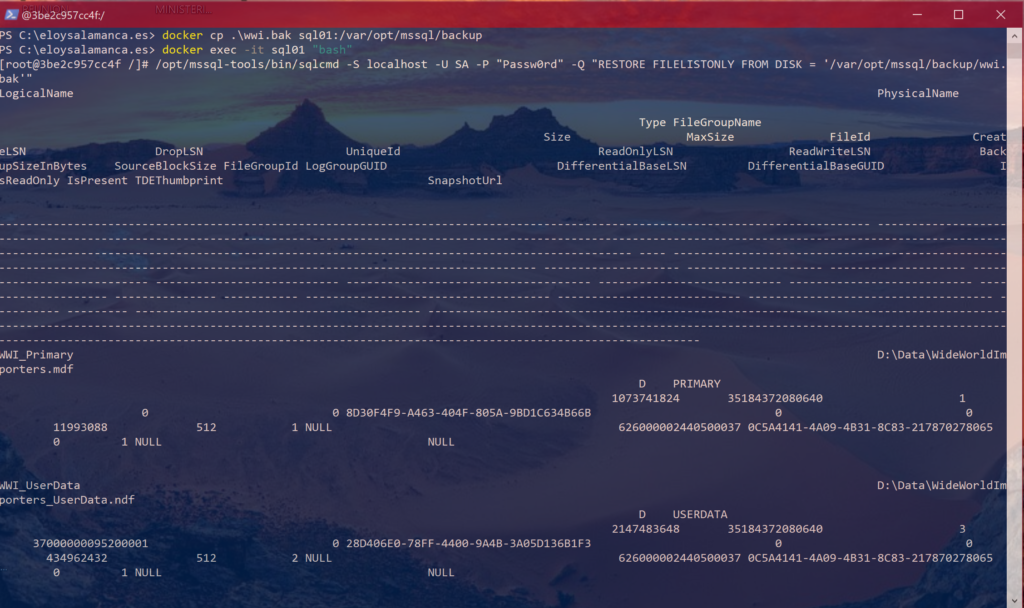 @3be2c957cc4f:/
MINISTERI...
PS C:\eloysalamanca.es> docker cp .\wwi.bak sql01:/var/opt/mssql/backup
PS C:\eloysalamanca.es> docker exec -it sql01 "bash"
[root@3be2c957cc4f /]# /opt/mssql-tools/bin/sqlcmd -S localhost -U SA -P "Passw0rd" -Q "RESTORE FILELISTONLY FROM DISK = '/var/opt/mssql/backup/wwi.
bak'"
LogicalName PhysicalName
Type FileGroupName
Size MaxSize FileId Creat
eLSN DropLSN UniqueId ReadOnlyLSN ReadWriteLSN Back
upSizeInBytes SourceBlockSize FileGroupId LogGroupGUID DifferentialBaseLSN DifferentialBaseGUID I
sReadOnly IsPresent TDEThumbprint SnapshotUrl
WWI_Primary D:\Data\WideWorldIm
porters.mdf
D PRIMARY
1073741824 35184372080640 1
0 0 8D30F4F9-A463-404F-805A-9BD1C634B66B 0 0
11993088 512 1 NULL 626000002440500037 0C5A4141-4A09-4B31-8C83-217870278065
0 1 NULL NULL
WWI_UserData D:\Data\WideWorldIm
porters_UserData.ndf
D USERDATA
2147483648 35184372080640 3
37000000095200001 0 28D406E0-78FF-4400-9A4B-3A05D136B1F3 0 0
434962432 512 2 NULL 626000002440500037 0C5A4141-4A09-4B31-8C83-217870278065
0 1 NULL NULL